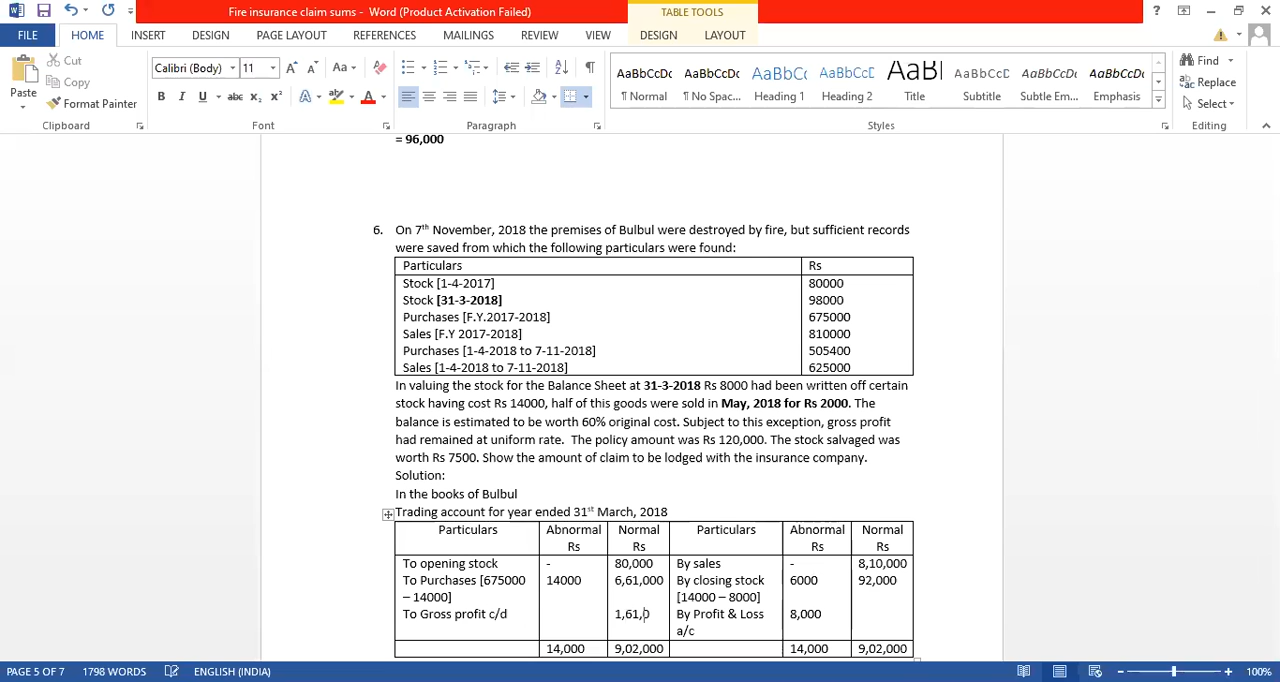 Fire insurance claim sums - Word (Product Activation Failed)
TABLE TOOLS
FILE HOME INSERT DESIGN PAGE LAYOUT REFERENCES MAILINGS REVIEW VIEW DESIGN LAYOUT
Paste
Cut
Copy
Format Painter
Clipboard
Calibri (Body) 11
Aa
B I U abc x₂ x² A A
Font
Paragraph
AaBbCcDc AaBbCcDc AaBbCc AaBbCcD AaBl AaBbCcD AaBbCcDc AaBbCcDc
¶ Normal ¶ No Spac... Heading 1 Heading 2 Title Subtitle Subtle Em... Emphasis
Styles
Find
Replace
Select
Editing
= 96,000
6. On 7th November, 2018 the premises of Bulbul were destroyed by fire, but sufficient records
were saved from which the following particulars were found:
Particulars Rs
Stock [1-4-2017] 80000
Stock [31-3-2018] 98000
Purchases [F.Y.2017-2018] 675000
Sales [F.Y 2017-2018] 810000
Purchases [1-4-2018 to 7-11-2018] 505400
Sales [1-4-2018 to 7-11-2018] 625000
In valuing the stock for the Balance Sheet at 31-3-2018 Rs 8000 had been written off certain
stock having cost Rs 14000, half of this goods were sold in May, 2018 for Rs 2000. The
balance is estimated to be worth 60% original cost. Subject to this exception, gross profit
had remained at uniform rate. The policy amount was Rs 120,000. The stock salvaged was
worth Rs 7500. Show the amount of claim to be lodged with the insurance company.
Solution:
In the books of Bulbul
Trading account for year ended 31st March, 2018
Particulars Abnormal Normal Particulars Abnormal Normal
Rs Rs Rs Rs
To opening stock - 80,000 By sales - 8,10,000
To Purchases [675000 14000 6,61,000 By closing stock 6000 92,000
– 14000] [14000 – 8000]
To Gross profit c/d 1,61,0 By Profit & Loss 8,000
a/c
14,000 9,02,000 14,000 9,02,000
PAGE 5 OF 7 1798 WORDS ENGLISH (INDIA) 100%